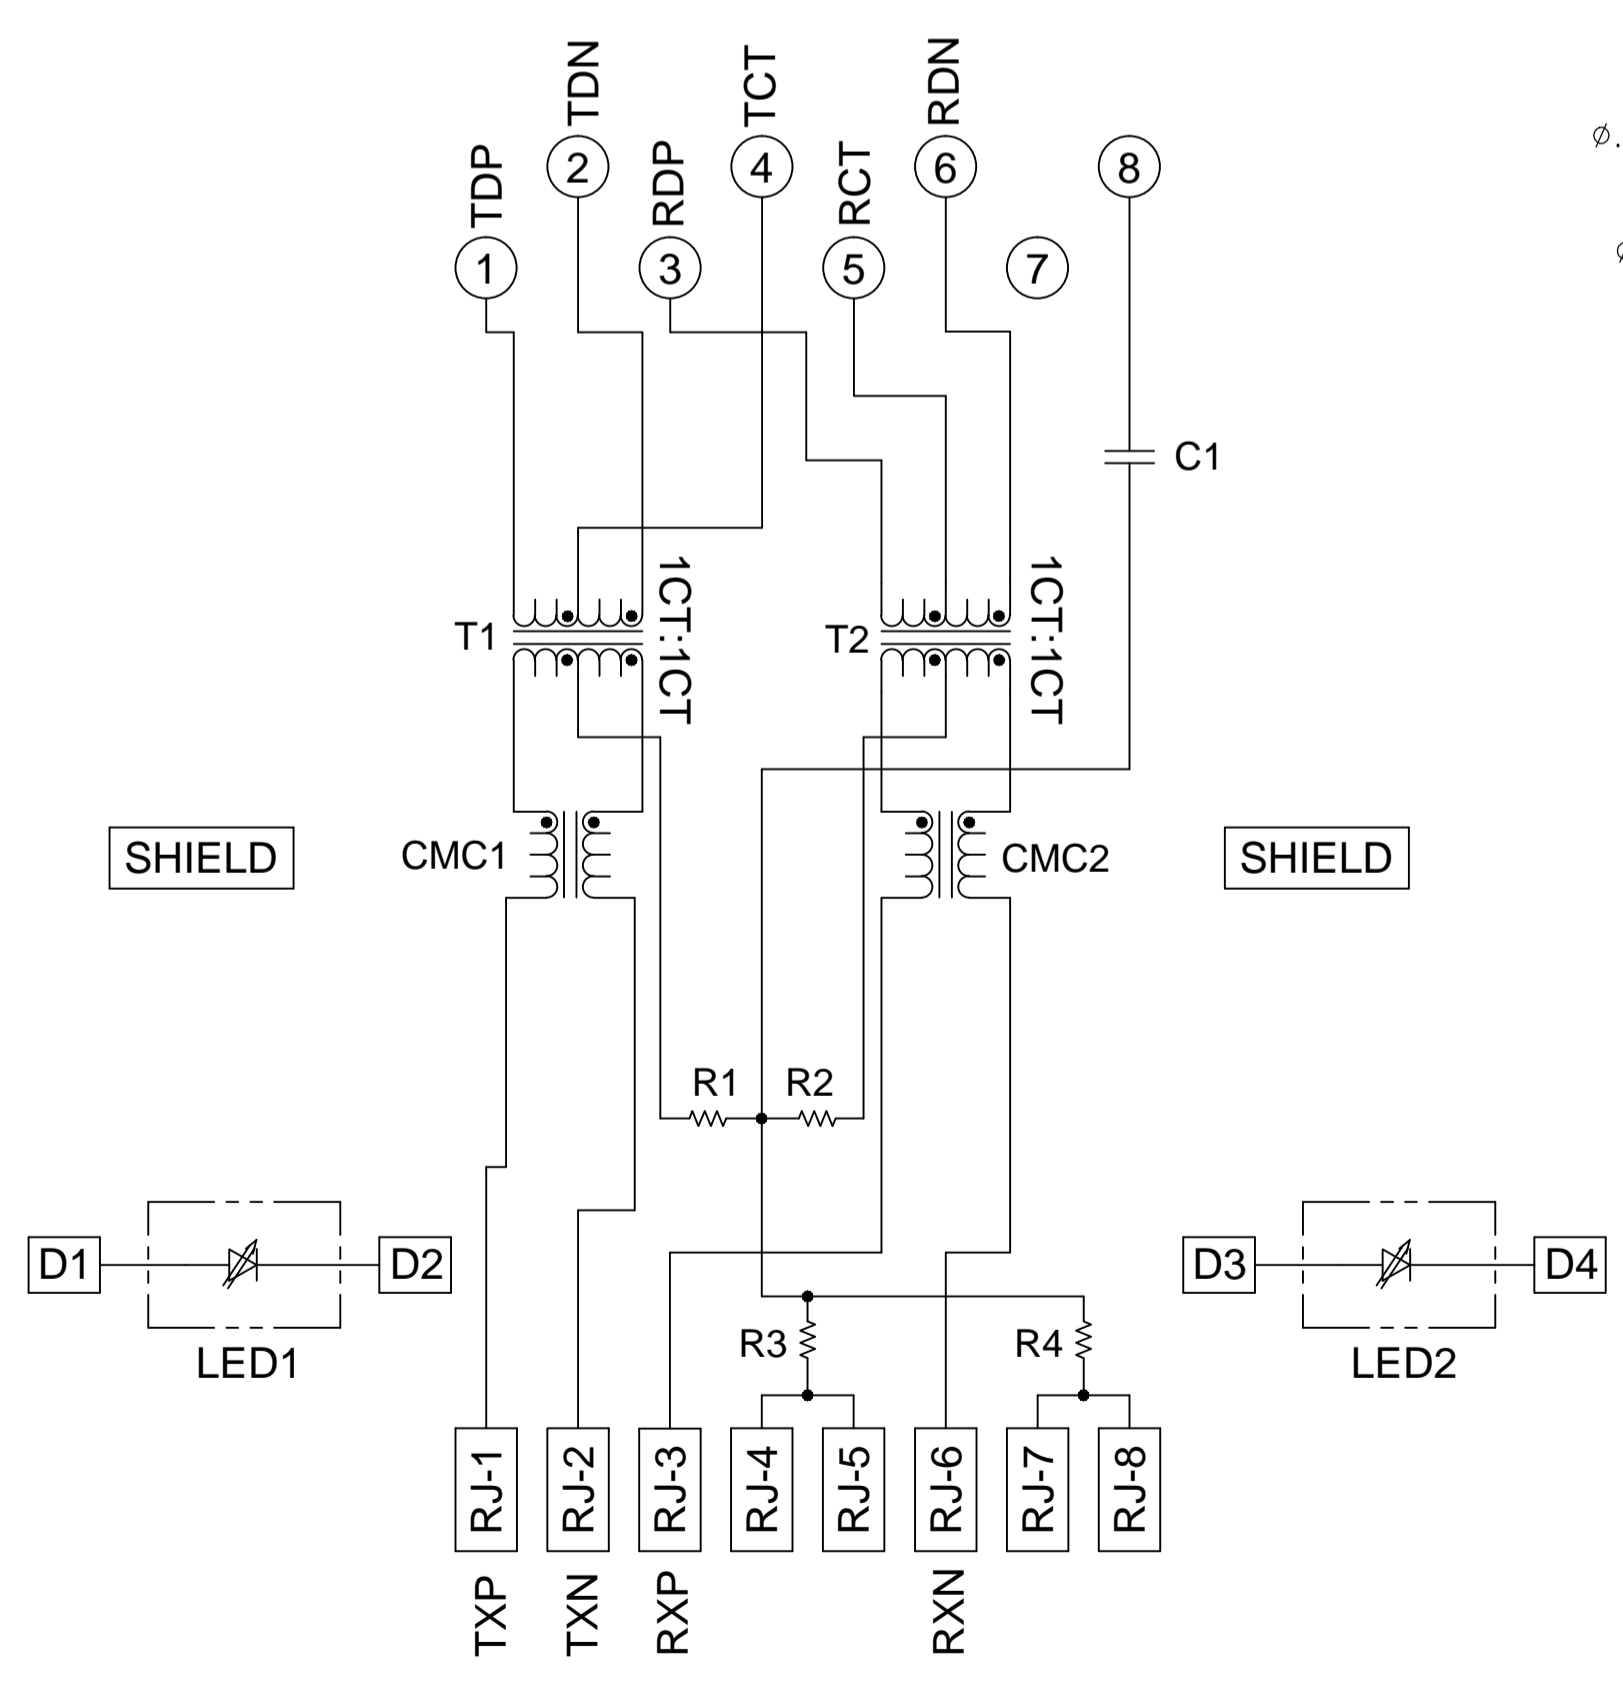 TDP
TDN
RDP
TCT
RCT
RDN
1
2
3
4
5
6
7
8
Ø.
C1
T1
1CT:1CT
T2
1CT:1CT
SHIELD
CMC1
CMC2
SHIELD
R1
R2
D1
D2
LED1
D3
D4
LED2
R3
R4
RJ-1
RJ-2
RJ-3
RJ-4
RJ-5
RJ-6
RJ-7
RJ-8
TXP
TXN
RXP
RXN